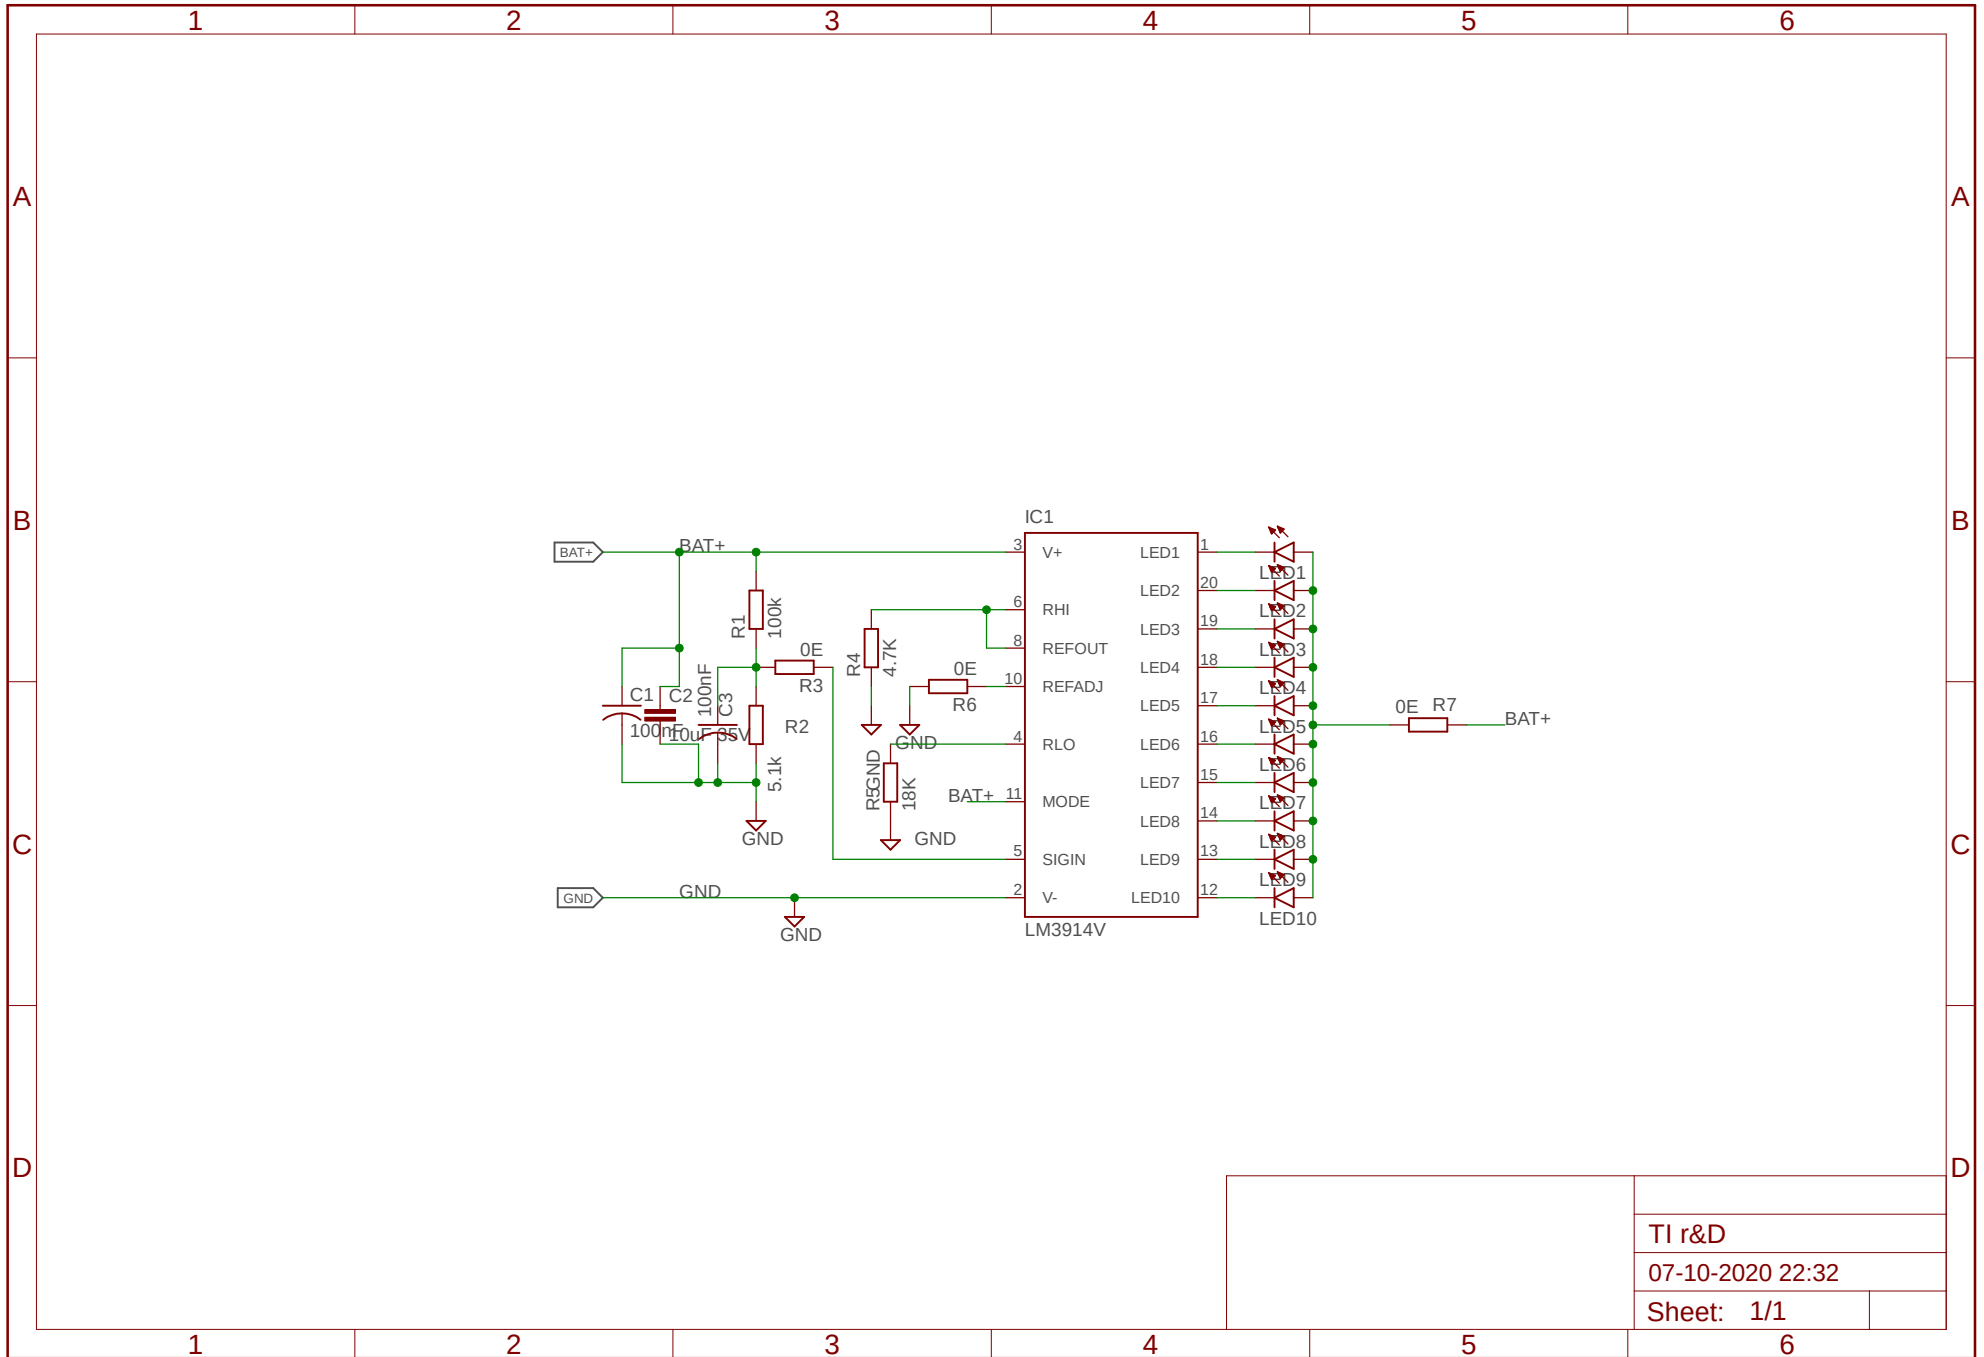 1 2 3 4 5 6
A A
B B
C C
D D
IC1
BAT+ BAT+ 3 V+ LED1 1
LED1
LED2 20
R1 100k 6 RHI LED2
LED3 19
0E R4 4.7K 8 REFOUT LED3
R3 LED4 18
0E 10 REFADJ LED4
R6 LED5 17
C1 C2 100nF C3 0E R7
100nF 10uF 35V R2 LED5 BAT+
GND 4 RLO LED6 16
LED6
5.1k R5 GND 18K LED7 15
BAT+ 11 MODE LED7
LED8 14
GND GND LED8
5 SIGIN LED9 13
LED9
GND GND 2 V- LED10 12
LED10
GND LM3914V
TI r&D
07-10-2020 22:32
Sheet: 1/1
1 2 3 4 5 6